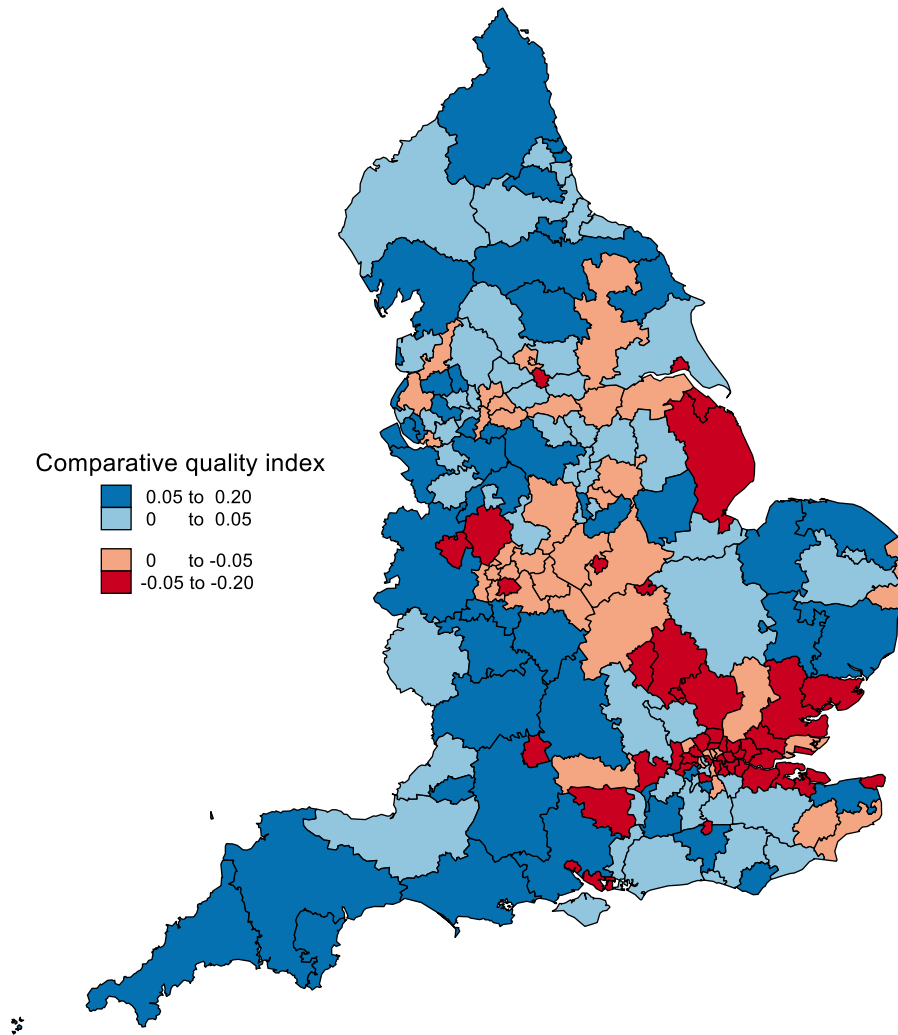 Comparative quality index
0.05 to 0.20
0 to 0.05
0 to -0.05
-0.05 to -0.20